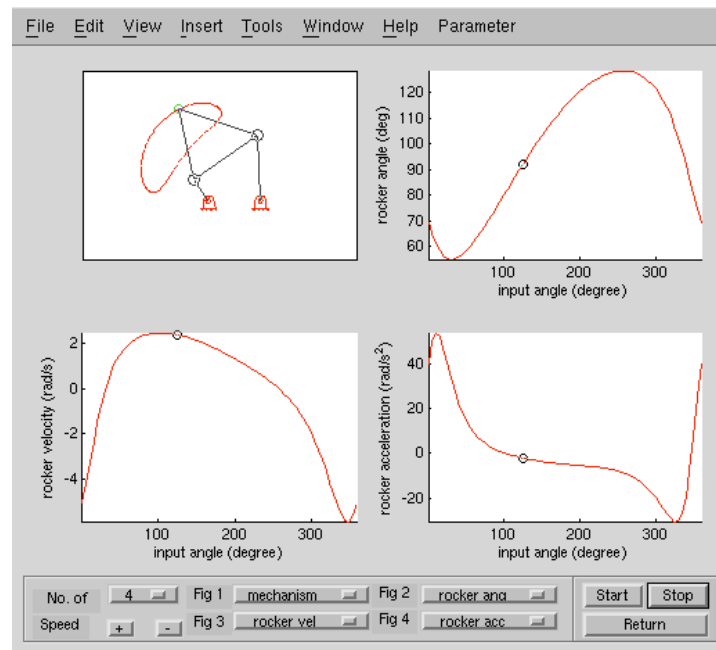 File Edit View Insert Tools Window Help Parameter
120
110
100
90
80
70
60
rocker angle (deg)
100 200 300
input angle (degree)
2
0
-2
-4
rocker velocity (rad/s)
100 200 300
input angle (degree)
40
20
0
-20
rocker acceleration (rad/s²)
100 200 300
input angle (degree)
No. of 4 Fig 1 mechanism Fig 2 rocker ang Start Stop
Speed + - Fig 3 rocker vel Fig 4 rocker acc Return